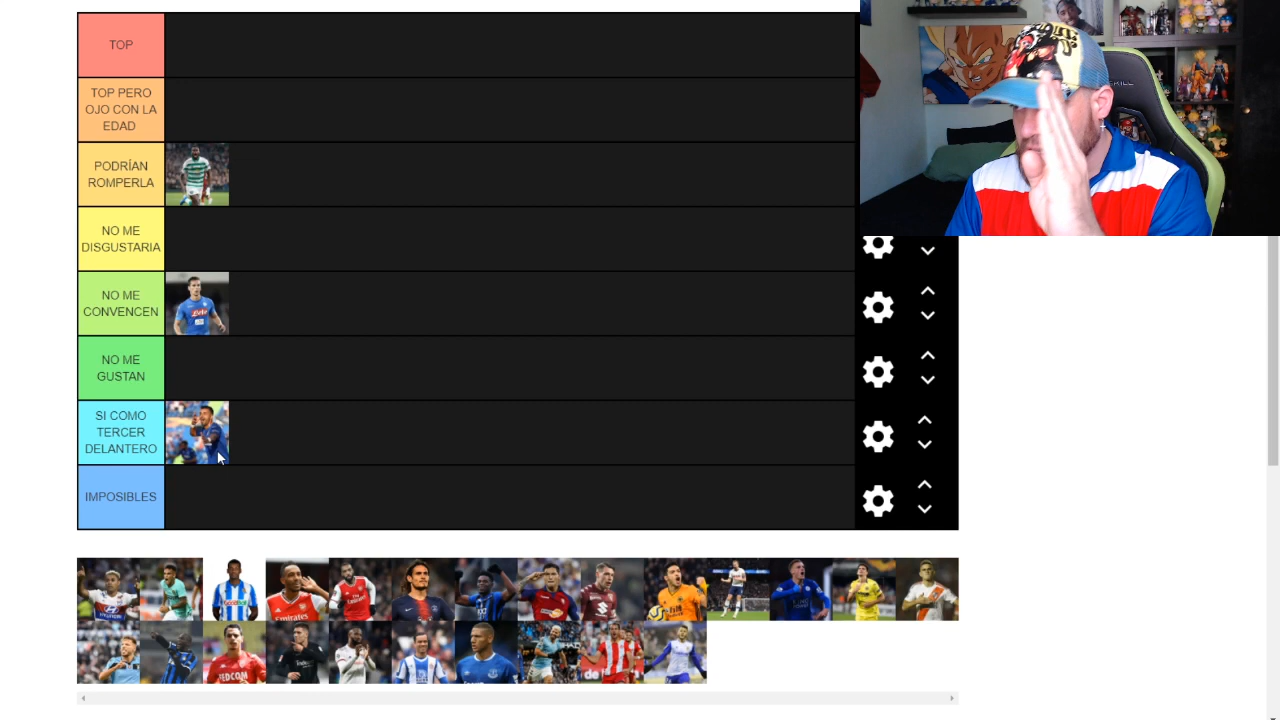 TOP
TOP PERO
OJO CON LA
EDAD
PODRÍAN
ROMPERLA
NO ME
DISGUSTARIA
NO ME
CONVENCEN
NO ME
GUSTAN
SI COMO
TERCER
DELANTERO
IMPOSIBLES